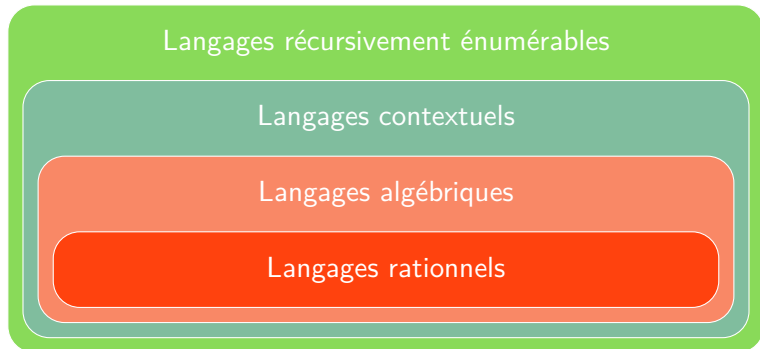 Langages récursivement énumérables
Langages contextuels
Langages algébriques
Langages rationnels